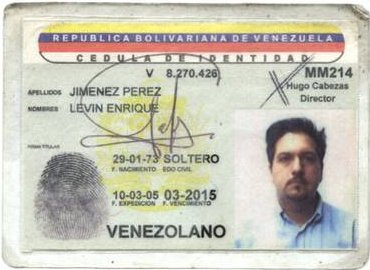 REPUBLICA BOLIVARIANA DE VENEZUELA
CEDULA DE IDENTIDAD
V 8.270.426
MM214
Hugo Cabezas
Director
APELLIDOS JIMENEZ PEREZ
NOMBRES LEVIN ENRIQUE
FIRMA TITULAR
29-01-73 SOLTERO
F. NACIMIENTO EDO CIVIL
10-03-05 03-2015
F. EXPEDICION F. VENCIMIENTO
VENEZOLANO